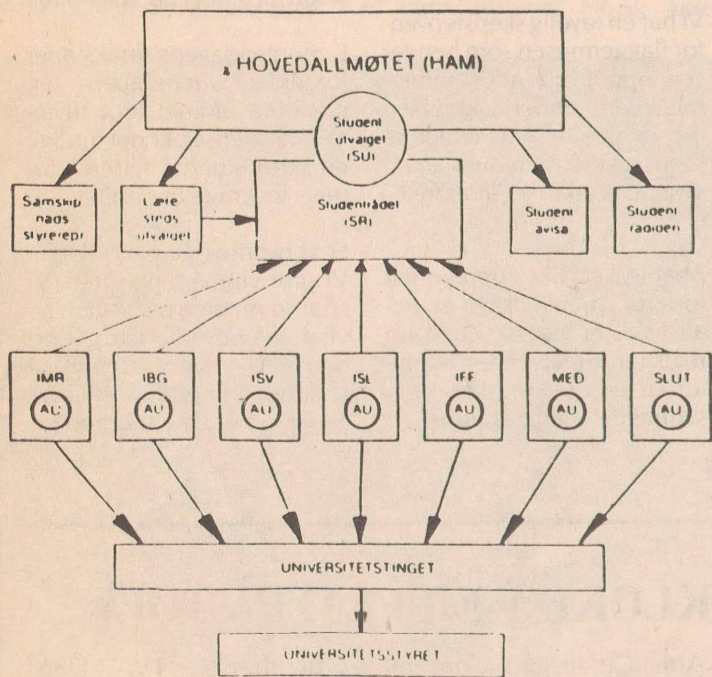 HOVEDALLMØTET (HAM)
Student
utvalget
(SU)
Samskip
nads
styrerepr
Lære
steds
utvalget
Studentrådet
(SR)
Student
avisa
Student
radioen
IMR
AU
IBG
AU
ISV
AU
ISL
AU
IFF
AU
MED
AU
SLUT
AU
UNIVERSITETSTINGET
UNIVERSITETSSTYRET